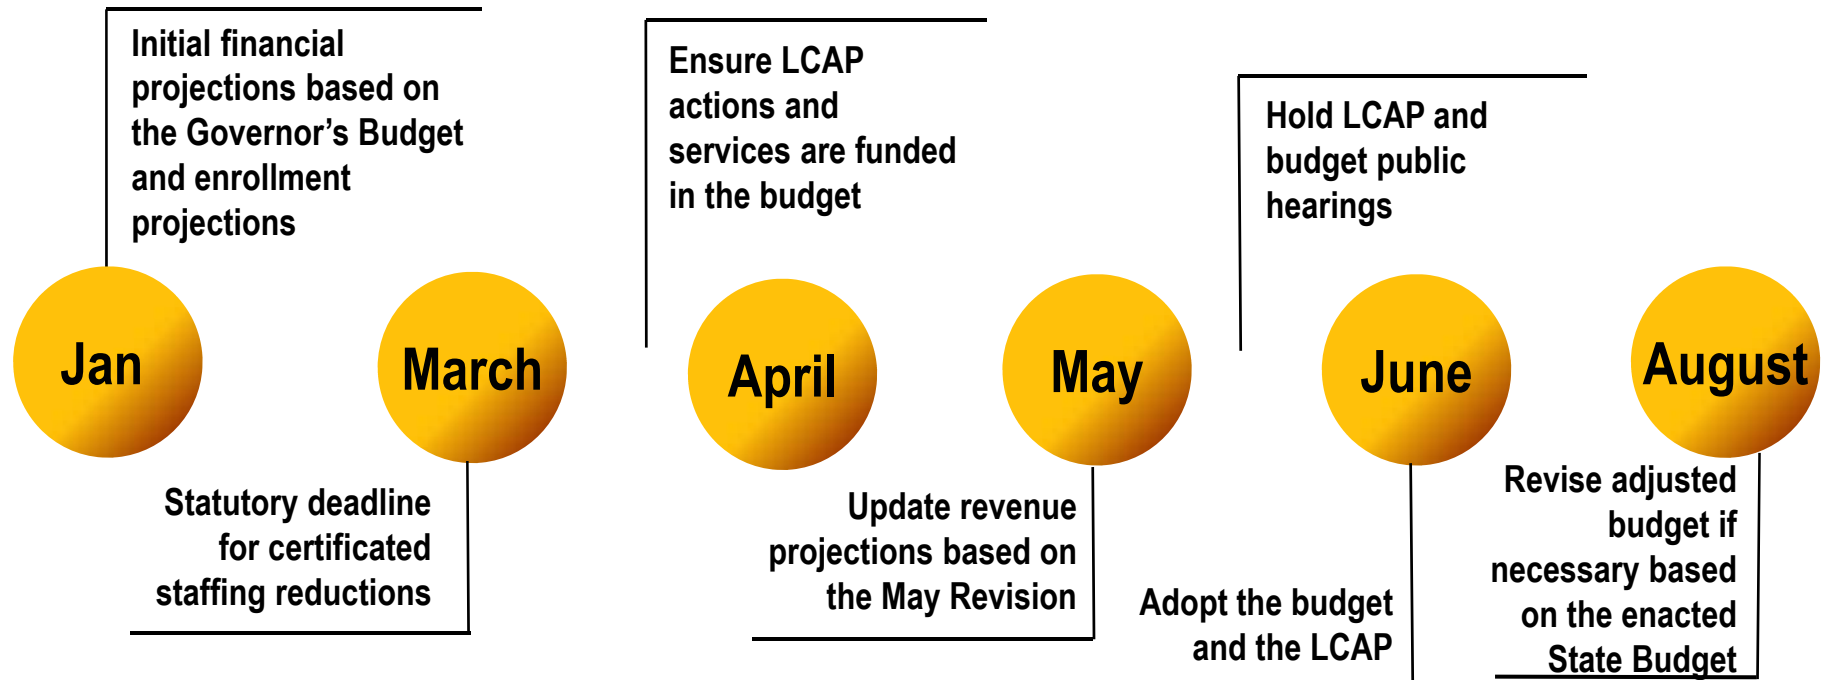 Initial financial
projections based on
the Governor’s Budget
and enrollment
projections
Ensure LCAP
actions and
services are funded
in the budget
Hold LCAP and
budget public
hearings
Jan
March
April
May
June
August
Statutory deadline
for certificated
staffing reductions
Update revenue
projections based on
the May Revision
Adopt the budget
and the LCAP
Revise adjusted
budget if
necessary based
on the enacted
State Budget